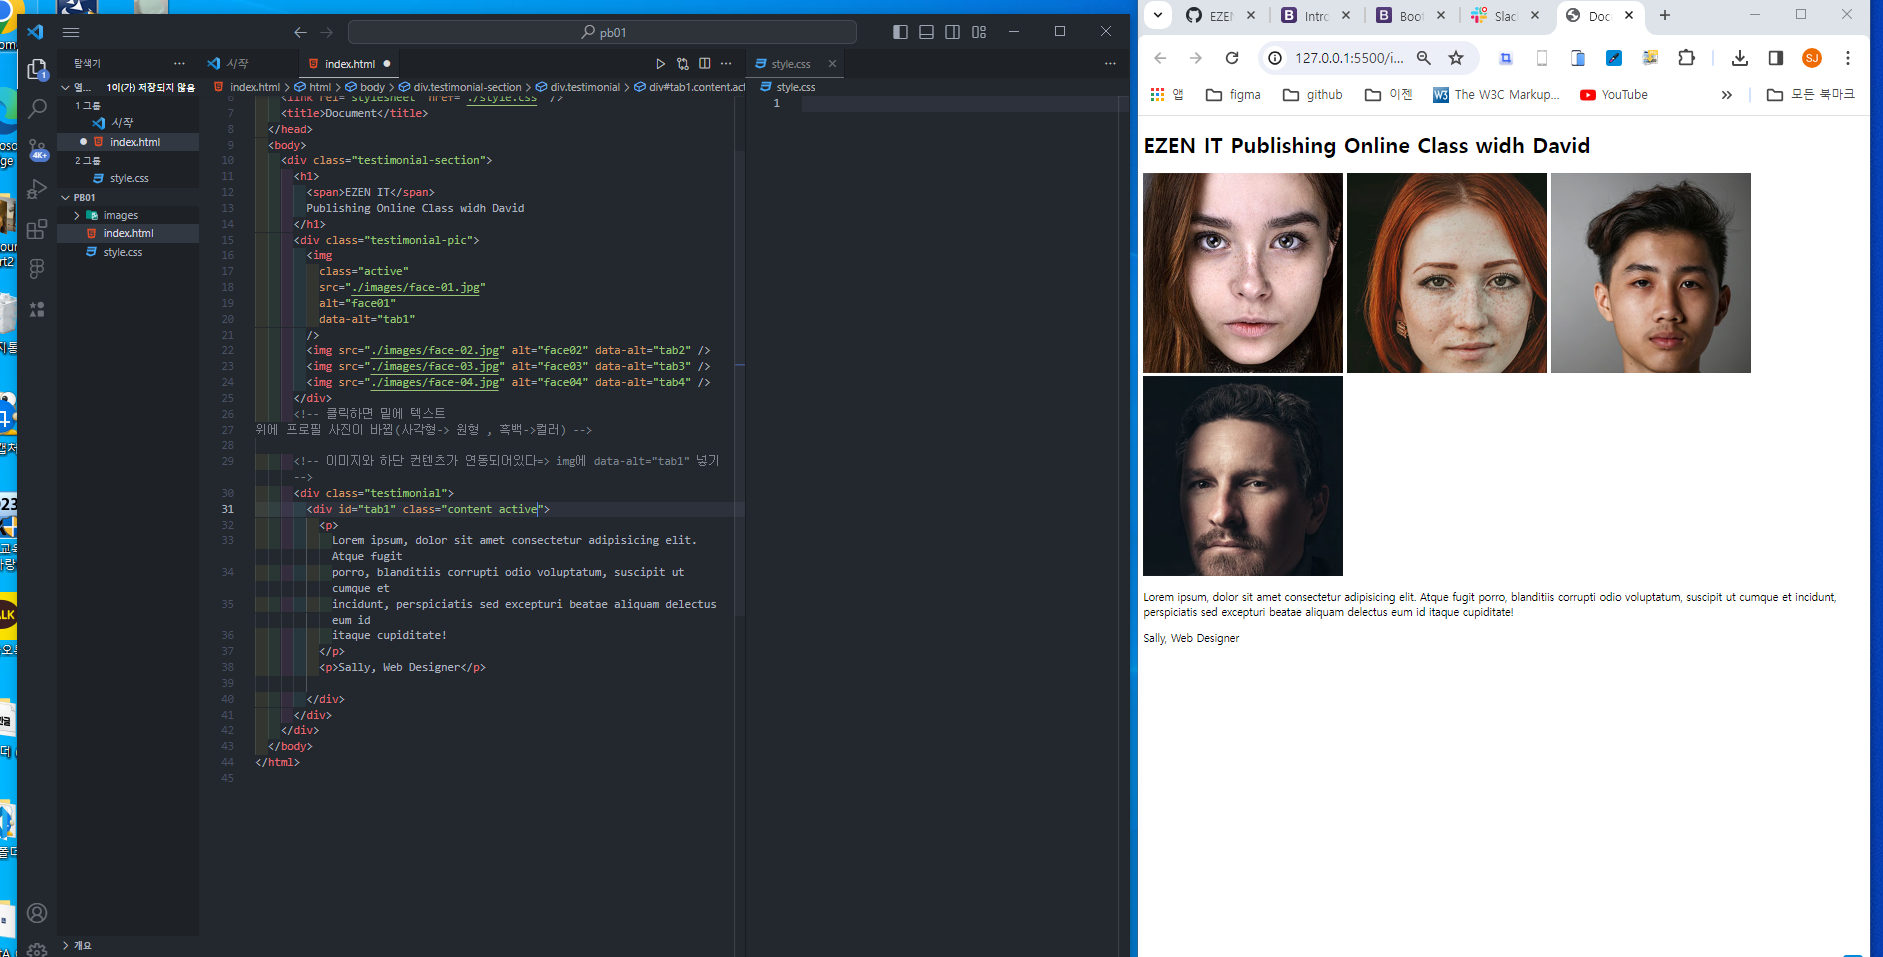 pb01
탐색기
시작
index.html
style.css
열...
1이(가) 저장되지 않음
index.html > html > body > div.testimonial-section > div.testimonial > div#tab1.content.act
style.css
1 그룹
시작
index.html
2 그룹
style.css
PB01
images
index.html
style.css
개요
1
4K+
6 <link rel="stylesheet" href="./style.css" />
7 <title>Document</title>
8 </head>
9 <body>
10 <div class="testimonial-section">
11 <h1>
12 <span>EZEN IT</span>
13 Publishing Online Class widh David
14 </h1>
15 <div class="testimonial-pic">
16 <img
17 class="active"
18 src="./images/face-01.jpg"
19 alt="face01"
20 data-alt="tab1"
21 />
22 <img src="./images/face-02.jpg" alt="face02" data-alt="tab2" />
23 <img src="./images/face-03.jpg" alt="face03" data-alt="tab3" />
24 <img src="./images/face-04.jpg" alt="face04" data-alt="tab4" />
25 </div>
26 <!-- 클릭하면 밑에 텍스트
27 위에 프로필 사진이 바뀜(사각형-> 원형 , 흑백->컬러) -->
28
29 <!-- 이미지와 하단 컨텐츠가 연동되어있다=> img에 data-alt="tab1" 넣기
-->
30 <div class="testimonial">
31 <div id="tab1" class="content active">
32 <p>
33 Lorem ipsum, dolor sit amet consectetur adipisicing elit.
Atque fugit
34 porro, blanditiis corrupti odio voluptatum, suscipit ut
cumque et
35 incidunt, perspiciatis sed excepturi beatae aliquam delectus
eum id
36 itaque cupiditate!
37 </p>
38 <p>Sally, Web Designer</p>
39
40 </div>
41 </div>
42 </div>
43 </body>
44 </html>
45
1
EZEN
Intro
Boot
Slac
Doc
127.0.0.1:5500/i...
SJ
앱
figma
github
이젠
The W3C Markup...
YouTube
모든 북마크
EZEN IT Publishing Online Class widh David
Lorem ipsum, dolor sit amet consectetur adipisicing elit. Atque fugit porro, blanditiis corrupti odio voluptatum, suscipit ut cumque et incidunt,
perspiciatis sed excepturi beatae aliquam delectus eum id itaque cupiditate!
Sally, Web Designer